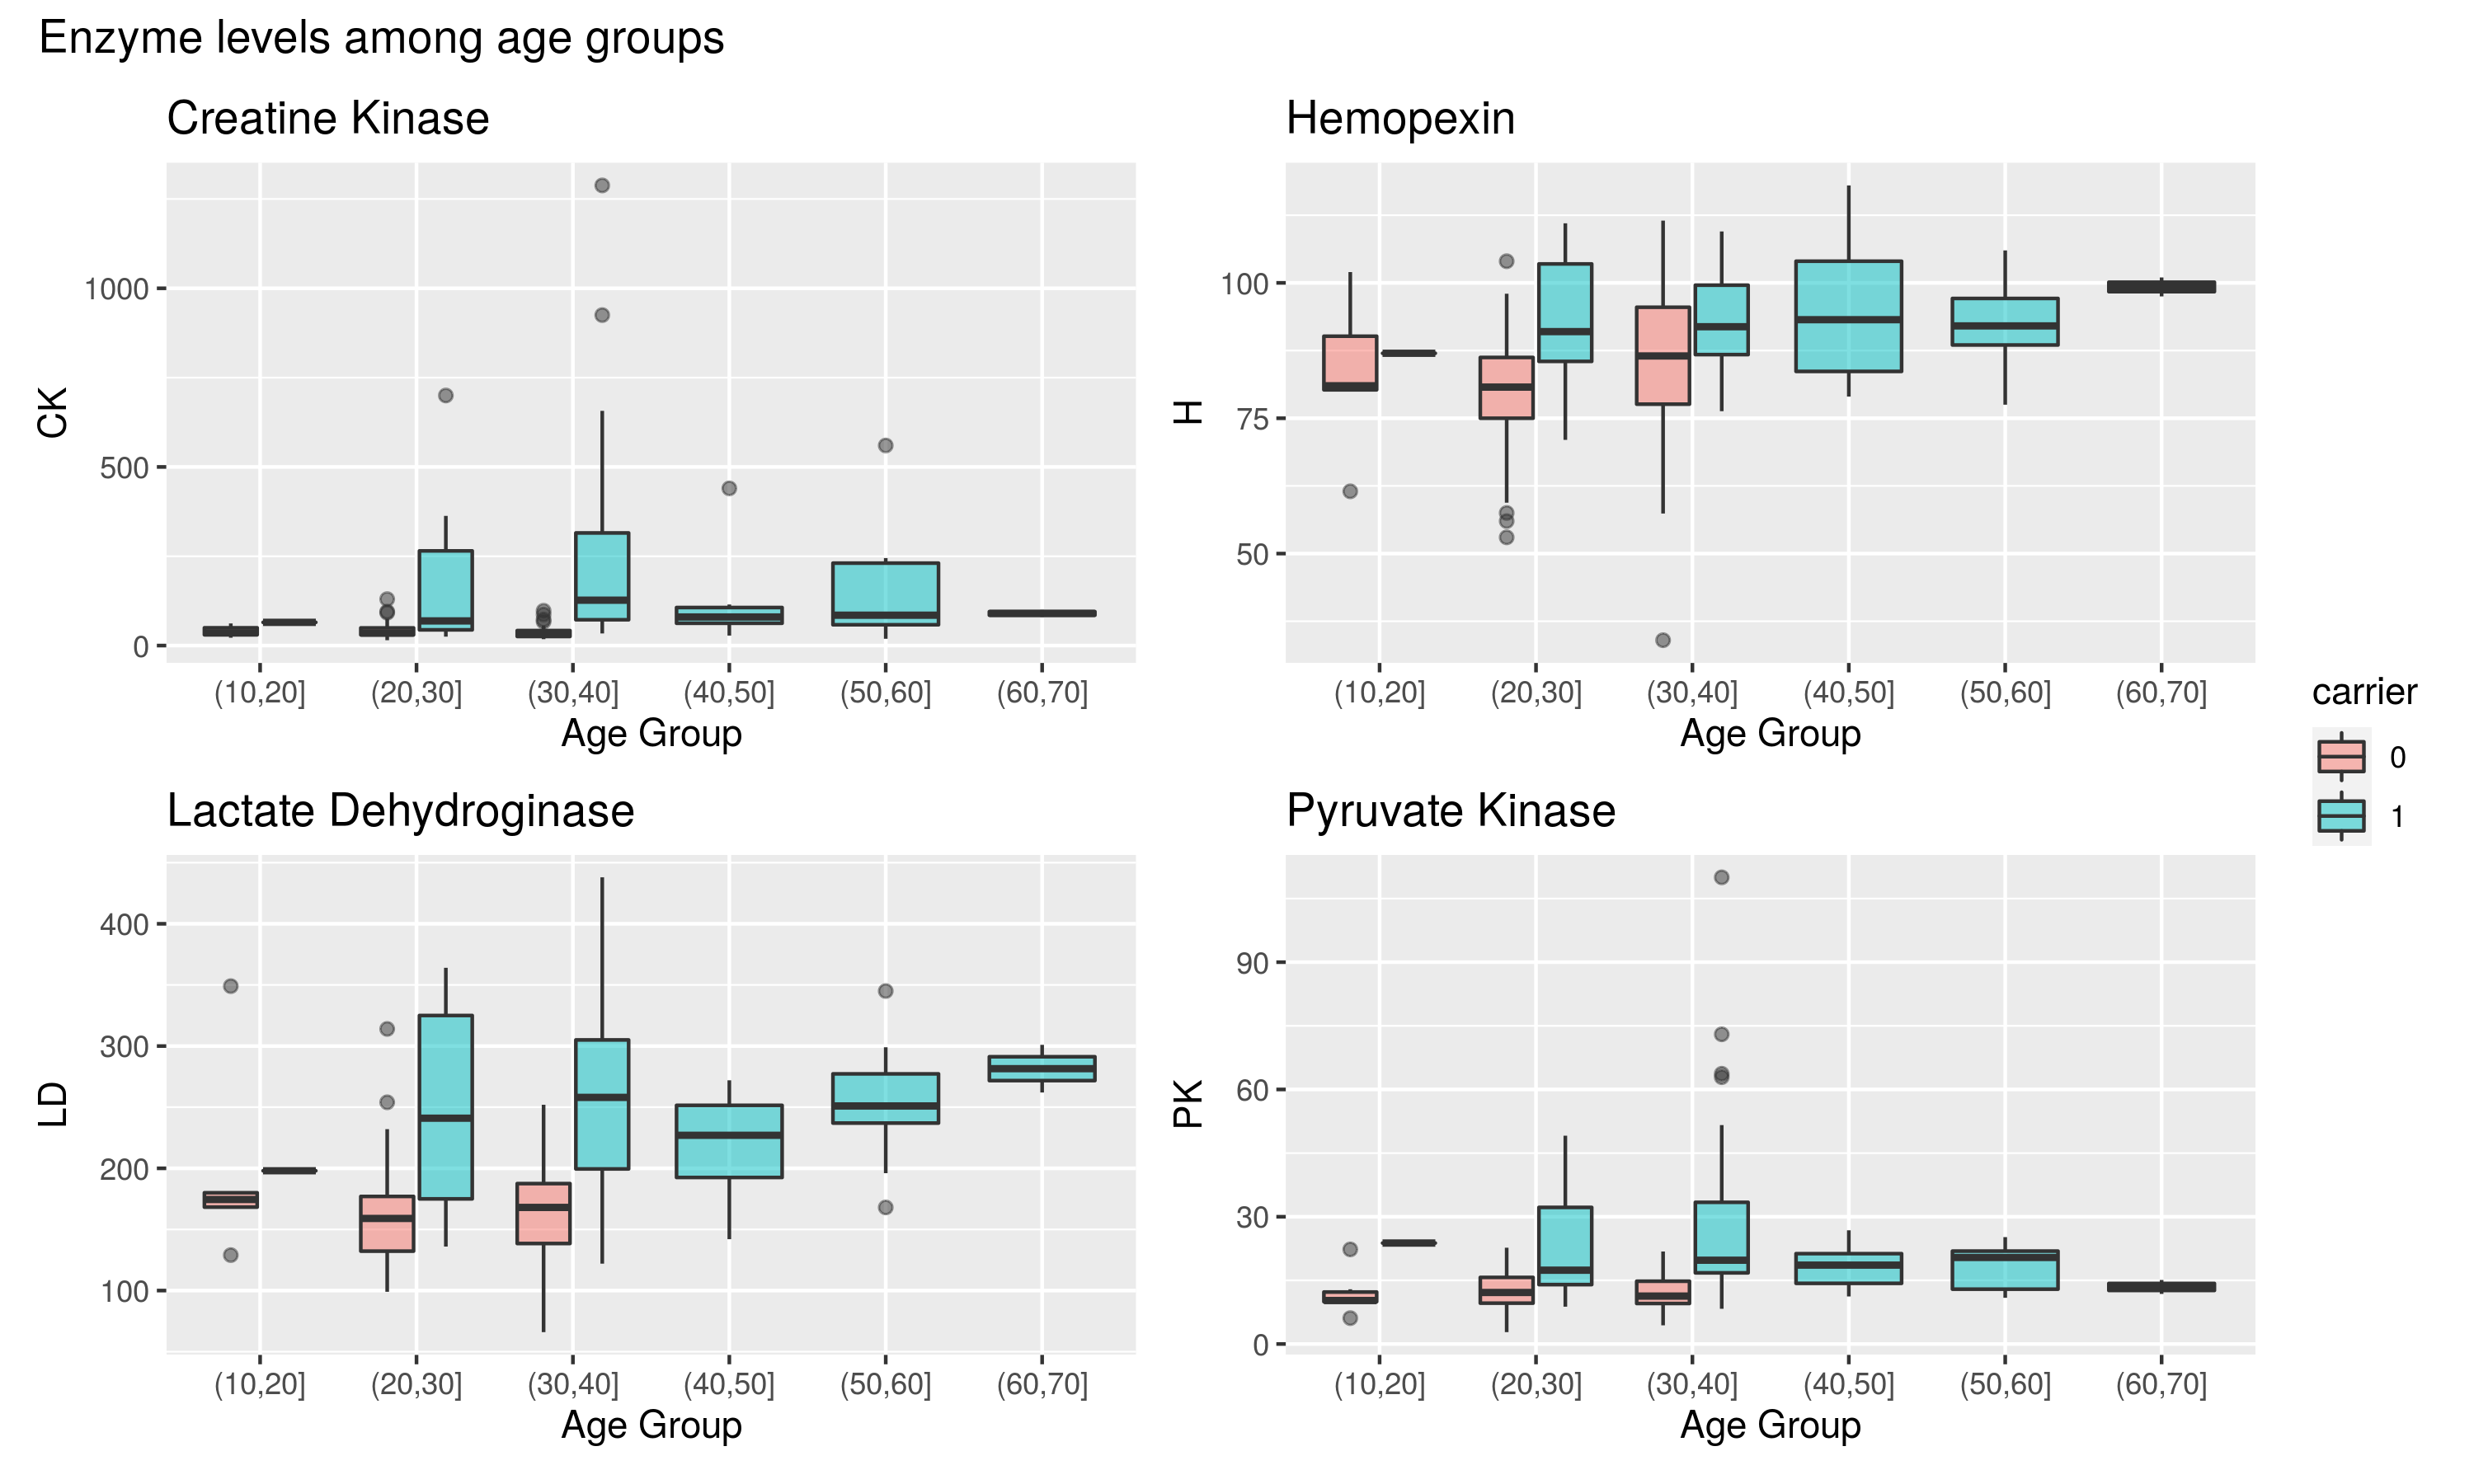 Enzyme levels among age groups
Creatine Kinase
CK
1000
500
0
(10,20] (20,30] (30,40] (40,50] (50,60] (60,70]
Age Group
Hemopexin
H
100
75
50
(10,20] (20,30] (30,40] (40,50] (50,60] (60,70]
Age Group
Lactate Dehydroginase
LD
400
300
200
100
(10,20] (20,30] (30,40] (40,50] (50,60] (60,70]
Age Group
Pyruvate Kinase
PK
90
60
30
0
(10,20] (20,30] (30,40] (40,50] (50,60] (60,70]
Age Group
carrier
0
1